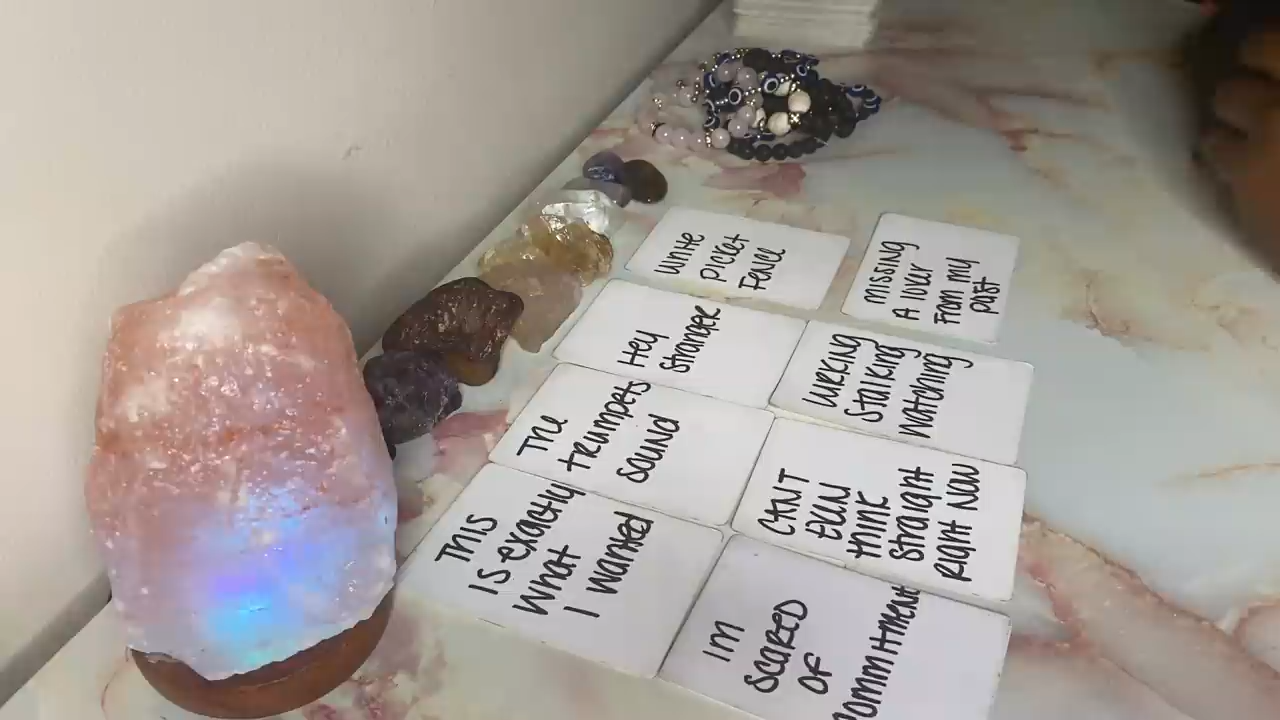 WHITE
PICKET
FENCE
MISSING
A LOVER
FROM MY
PAST
HEY
STRANGER
LURKING
STALKING
WATCHING
THE
TRUMPETS
SOUND
CAN'T
EVEN
THINK
STRAIGHT
RIGHT NOW
THIS
IS EXACTLY
WHAT
I WANTED
IM
SCARED
OF
COMMITMENT